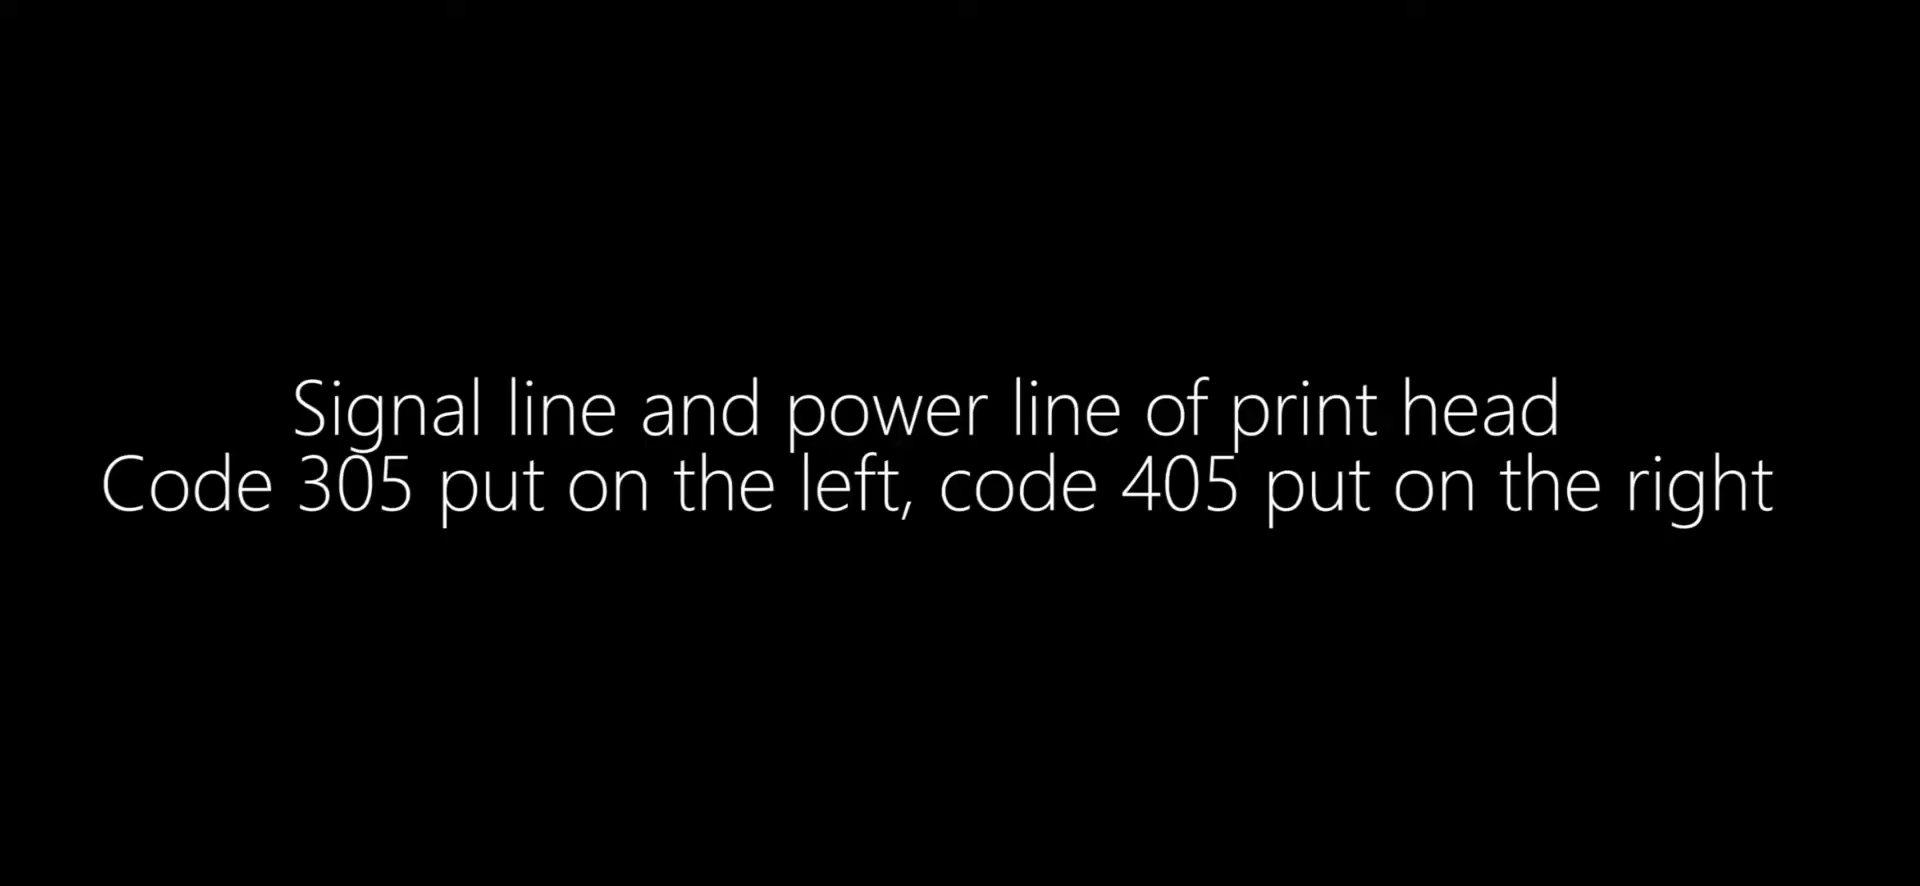 Signal line and power line of print head
Code 305 put on the left, code 405 put on the right